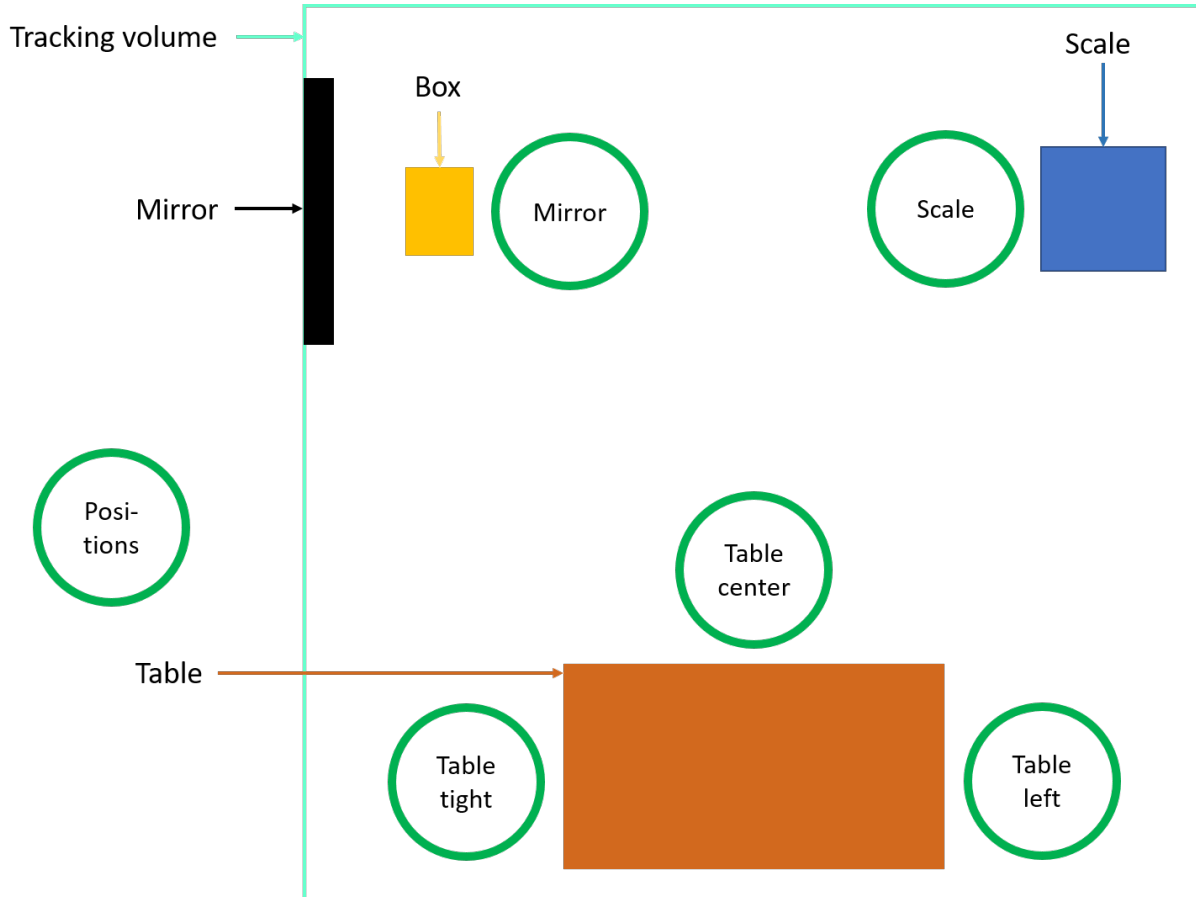 Tracking volume
Scale
Box
Mirror
Mirror
Scale
Posi-
tions
Table
center
Table
Table
tight
Table
left